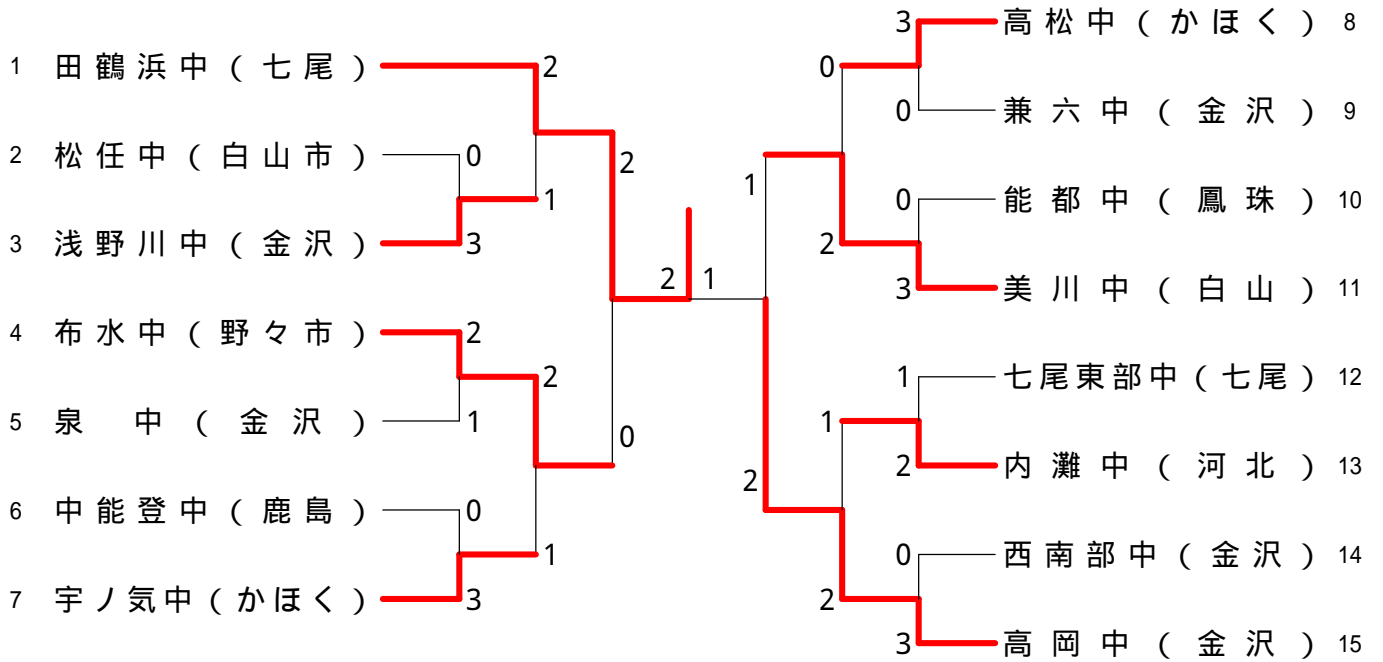 1 田鶴浜中（七尾）
2 松任中（白山市）
3 浅野川中（金沢）
4 布水中（野々市）
5 泉 中（金沢）
6 中能登中（鹿島）
7 宇ノ気中（かほく）
2
0
1
3
2
2
1
0
1
3
2
0
2 1
1
2
0
2
1
2
3
0
0
3
1
2
0
3
高松中（かほく） 8
兼六中（金沢） 9
能都中（鳳珠） 10
美川中（白山） 11
七尾東部中（七尾） 12
内灘中（河北） 13
西南部中（金沢） 14
高岡中（金沢） 15